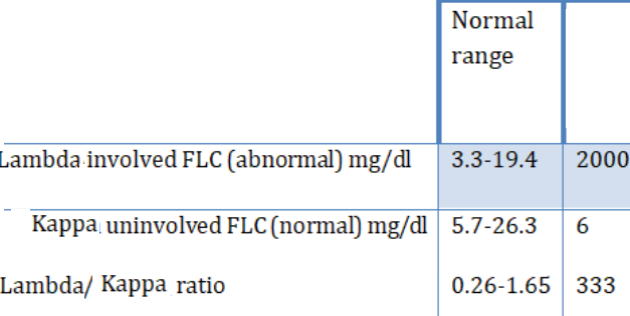 Normal
range
Lambda involved FLC (abnormal) mg/dl 3.3-19.4 2000
Kappa uninvolved FLC (normal) mg/dl 5.7-26.3 6
Lambda/ Kappa ratio 0.26-1.65 333